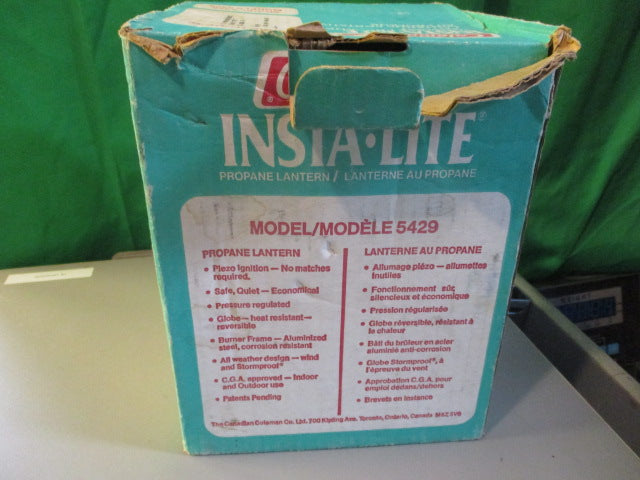 INSTA•LITE®
PROPANE LANTERN / LANTERNE AU PROPANE
MODEL/MODÈLE 5429
PROPANE LANTERN
• Piezo Ignition — No matches
required.
• Safe, Quiet — Economical
• Pressure regulated
• Globe — heat resistant —
reversible
• Burner Frame — Aluminized
steel, corrosion resistant
• All weather design — wind
and Stormproof®
• C.G.A. approved — Indoor
and Outdoor use
• Patents Pending
LANTERNE AU PROPANE
• Allumage piézo — allumettes
inutiles
• Fonctionnement sûr,
silencieux et économique
• Pression régularisée
• Globe réversible, résistant à
la chaleur
• Bâti du brûleur en acier
aluminié anti-corrosion
• Globe Stormproof®, à
l'épreuve du vent
• Approbation C.G.A. pour
emploi dedans/dehors
• Brevets en instance
The Canadian Coleman Co. Ltd. 700 Kipling Ave. Toronto, Ontario, Canada M8Z 5V6